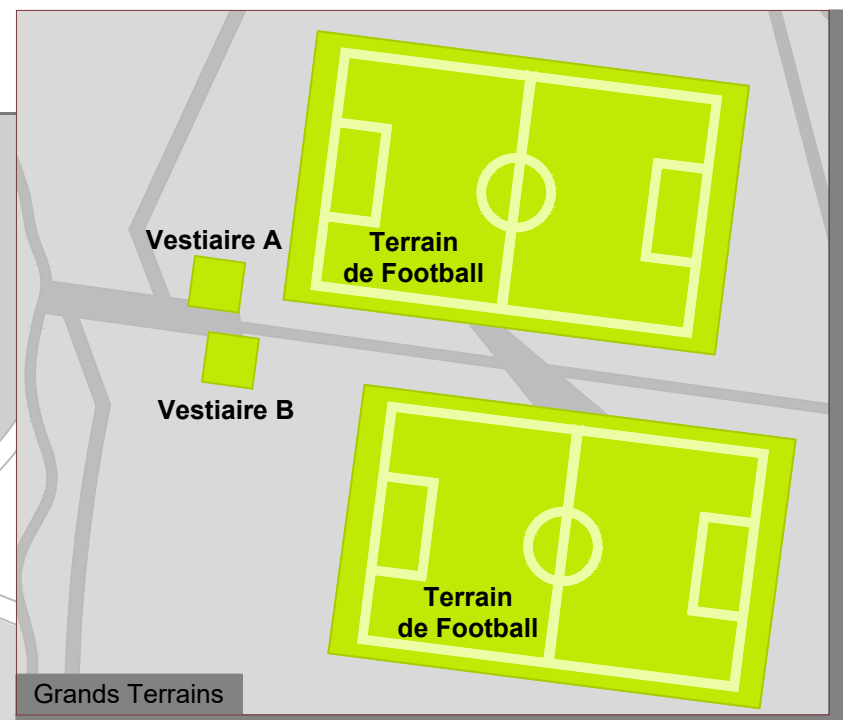 Vestiaire A
Terrain
de Football
Vestiaire B
Terrain
de Football
Grands Terrains